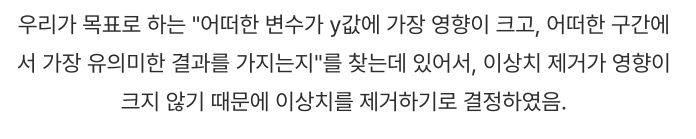 우리가 목표로 하는 "어떠한 변수가 y값에 가장 영향이 크고, 어떠한 구간에
서 가장 유의미한 결과를 가지는지"를 찾는데 있어서, 이상치 제거가 영향이
크지 않기 때문에 이상치를 제거하기로 결정하였음.